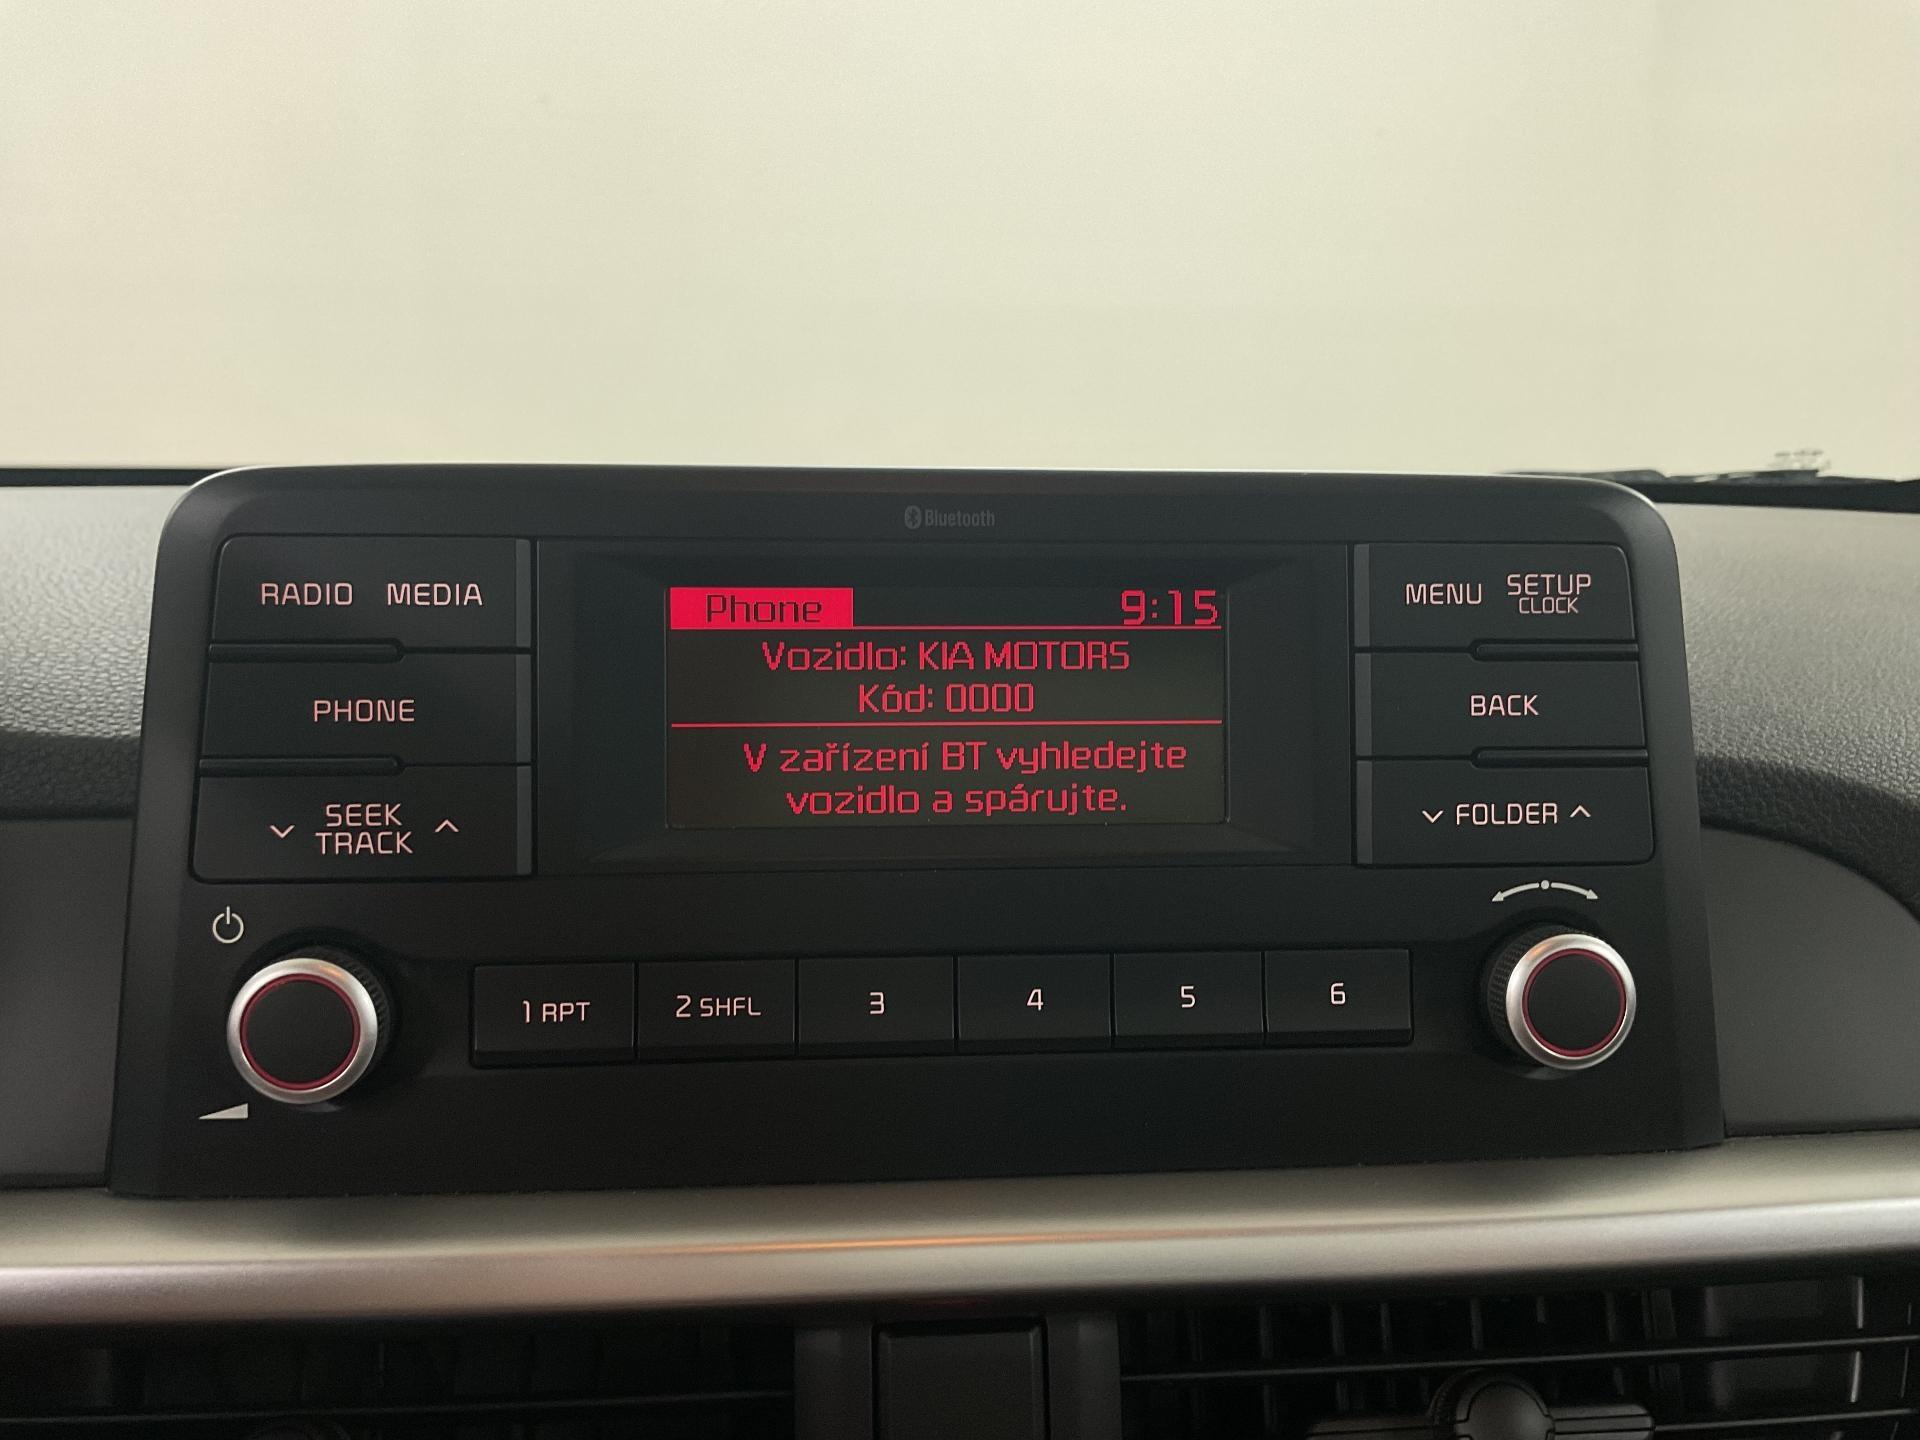 Bluetooth
RADIO MEDIA
PHONE
SEEK
TRACK
Phone 9:15
Vozidlo: KIA MOTORS
Kód: 0000
V zařízení BT vyhledejte
vozidlo a spárujte.
MENU SETUP
CLOCK
BACK
FOLDER
1 RPT 2 SHFL 3 4 5 6